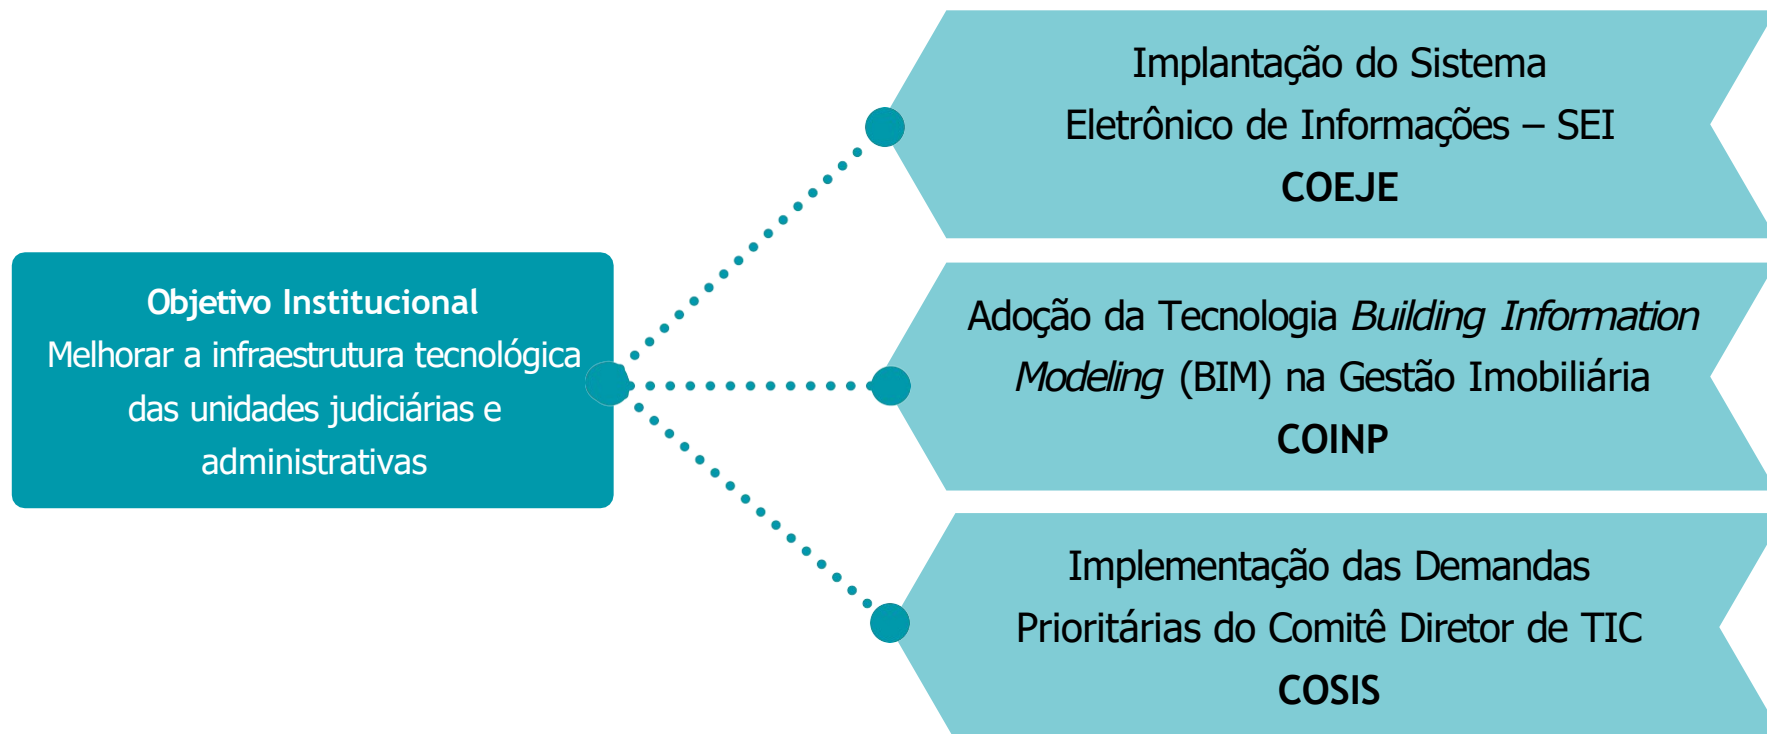 Objetivo Institucional
Melhorar a infraestrutura tecnológica
das unidades judiciárias e
administrativas
Implantação do Sistema
Eletrônico de Informações – SEI
COEJE
Adoção da Tecnologia Building Information
Modeling (BIM) na Gestão Imobiliária
COINP
Implementação das Demandas
Prioritárias do Comitê Diretor de TIC
COSIS